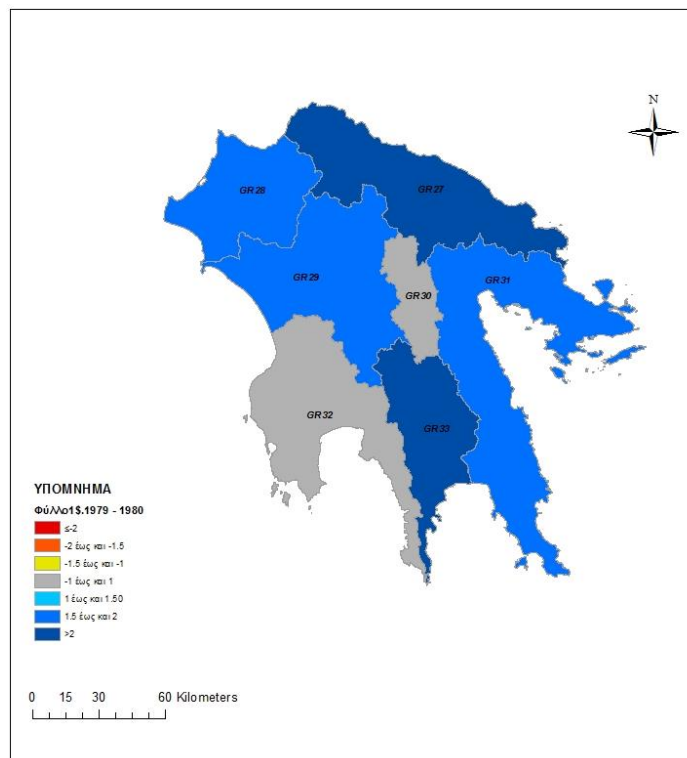 N
GR28
GR27
GR29
GR30
GR31
GR32
GR33
ΥΠΟΜΝΗΜΑ
Φύλλο1$.1979 - 1980
≤-2
-2 έως και -1.5
-1.5 έως και -1
-1 έως και 1
1 έως και 1.50
1.5 έως και 2
>2
0 15 30 60 Kilometers